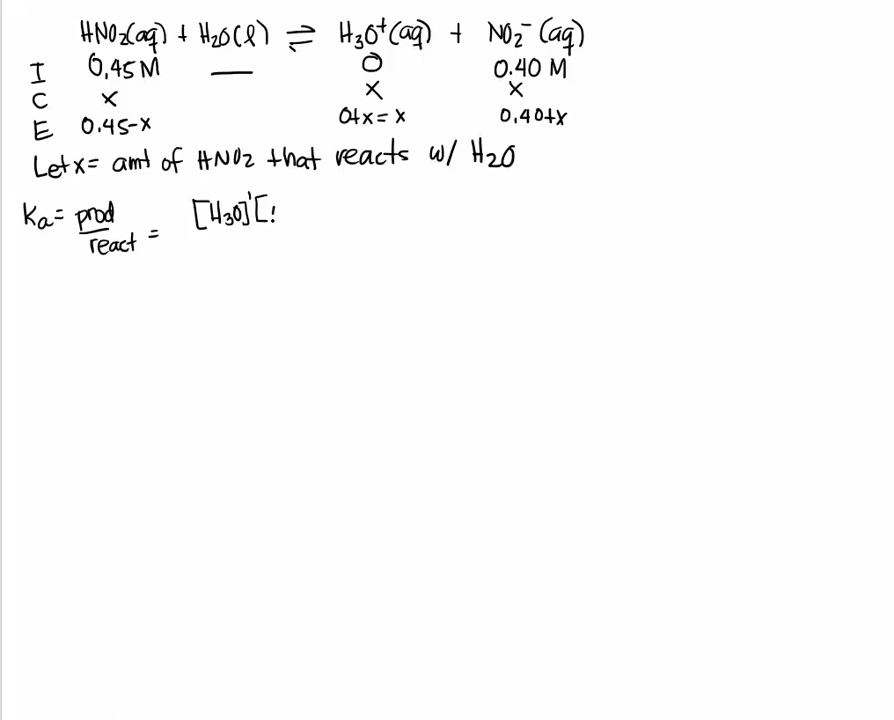 HNO₂(aq) + H₂O(l) ⇌ H₃O⁺(aq) + NO₂⁻(aq)
I 0.45M — 0 0.40 M
C x x x
E 0.45-x 0+x= x 0.40+x
Let x= amt of HNO2 that reacts w/ H2O
Ka= prod/react = [H₃O]'[